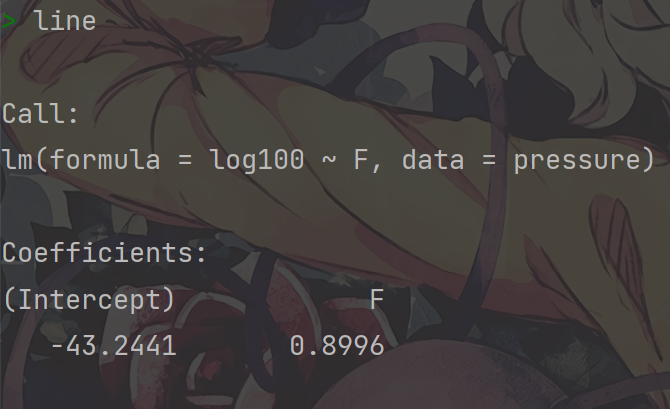 > line
Call:
lm(formula = log100 ~ F, data = pressure)
Coefficients:
(Intercept) F
-43.2441 0.8996